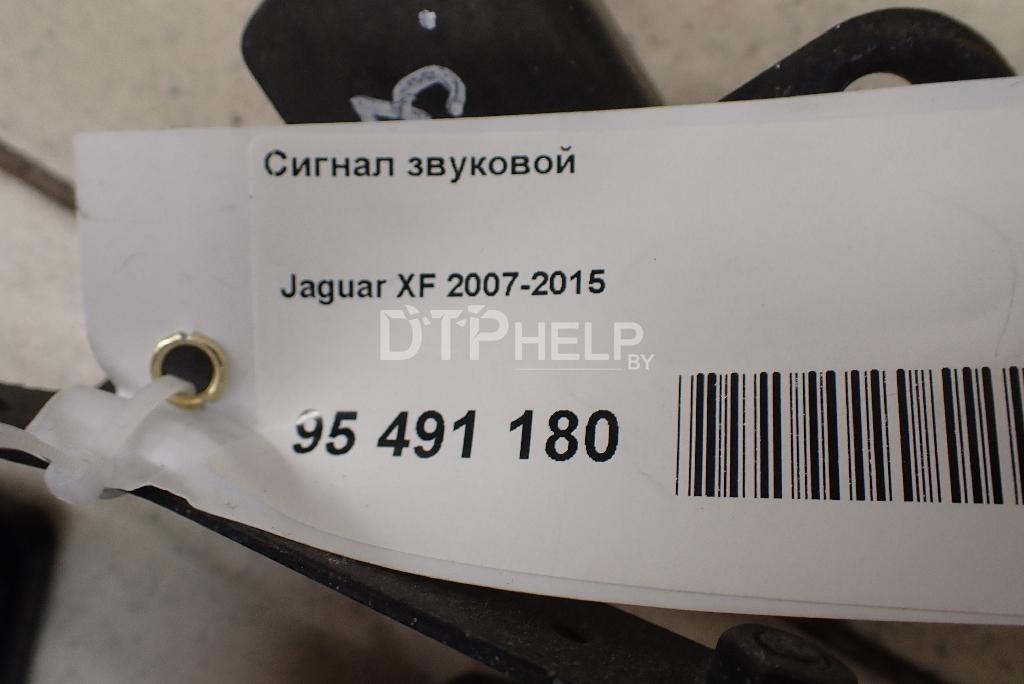 Сигнал звуковой
Jaguar XF 2007-2015
DTPHELP
BY
95 491 180